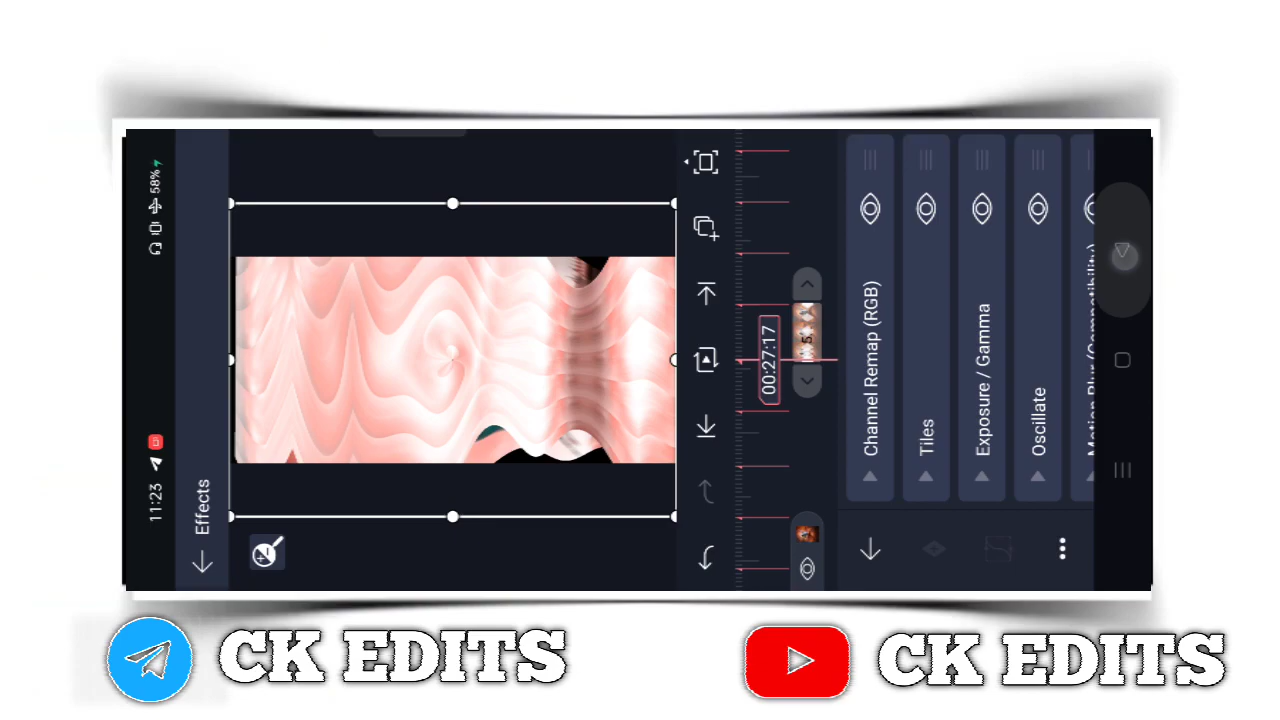 11:23
58%
Effects
00:27:17
5
Channel Remap (RGB)
Tiles
Exposure / Gamma
Oscillate
Motion Blur (Compatibility)
CK EDITS
CK EDITS